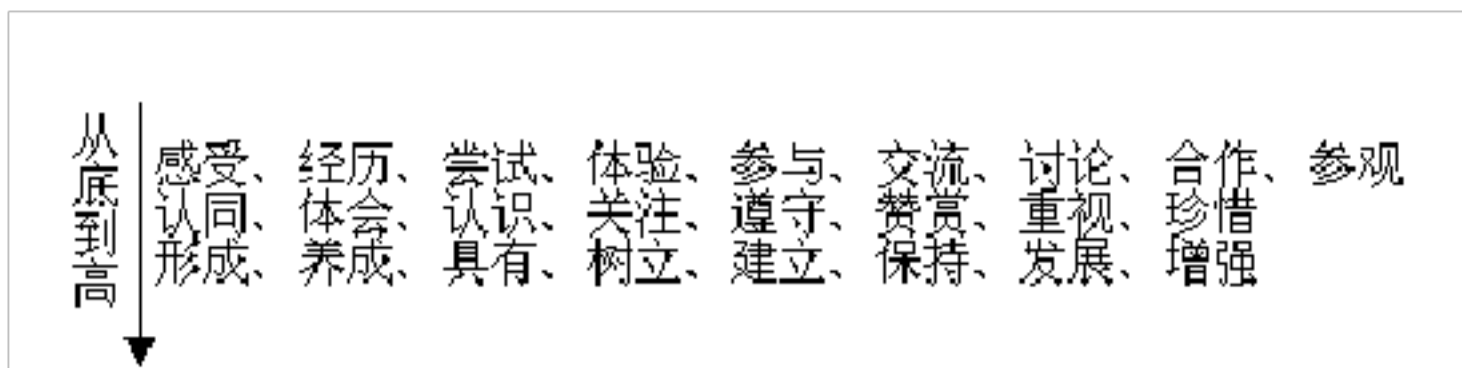 从底到高
感受、经历、尝试、体验、参与、交流、讨论、合作、参观
认同、体会、认识、关注、遵守、赞赏、重视、珍惜
形成、养成、具有、树立、建立、保持、发展、增强